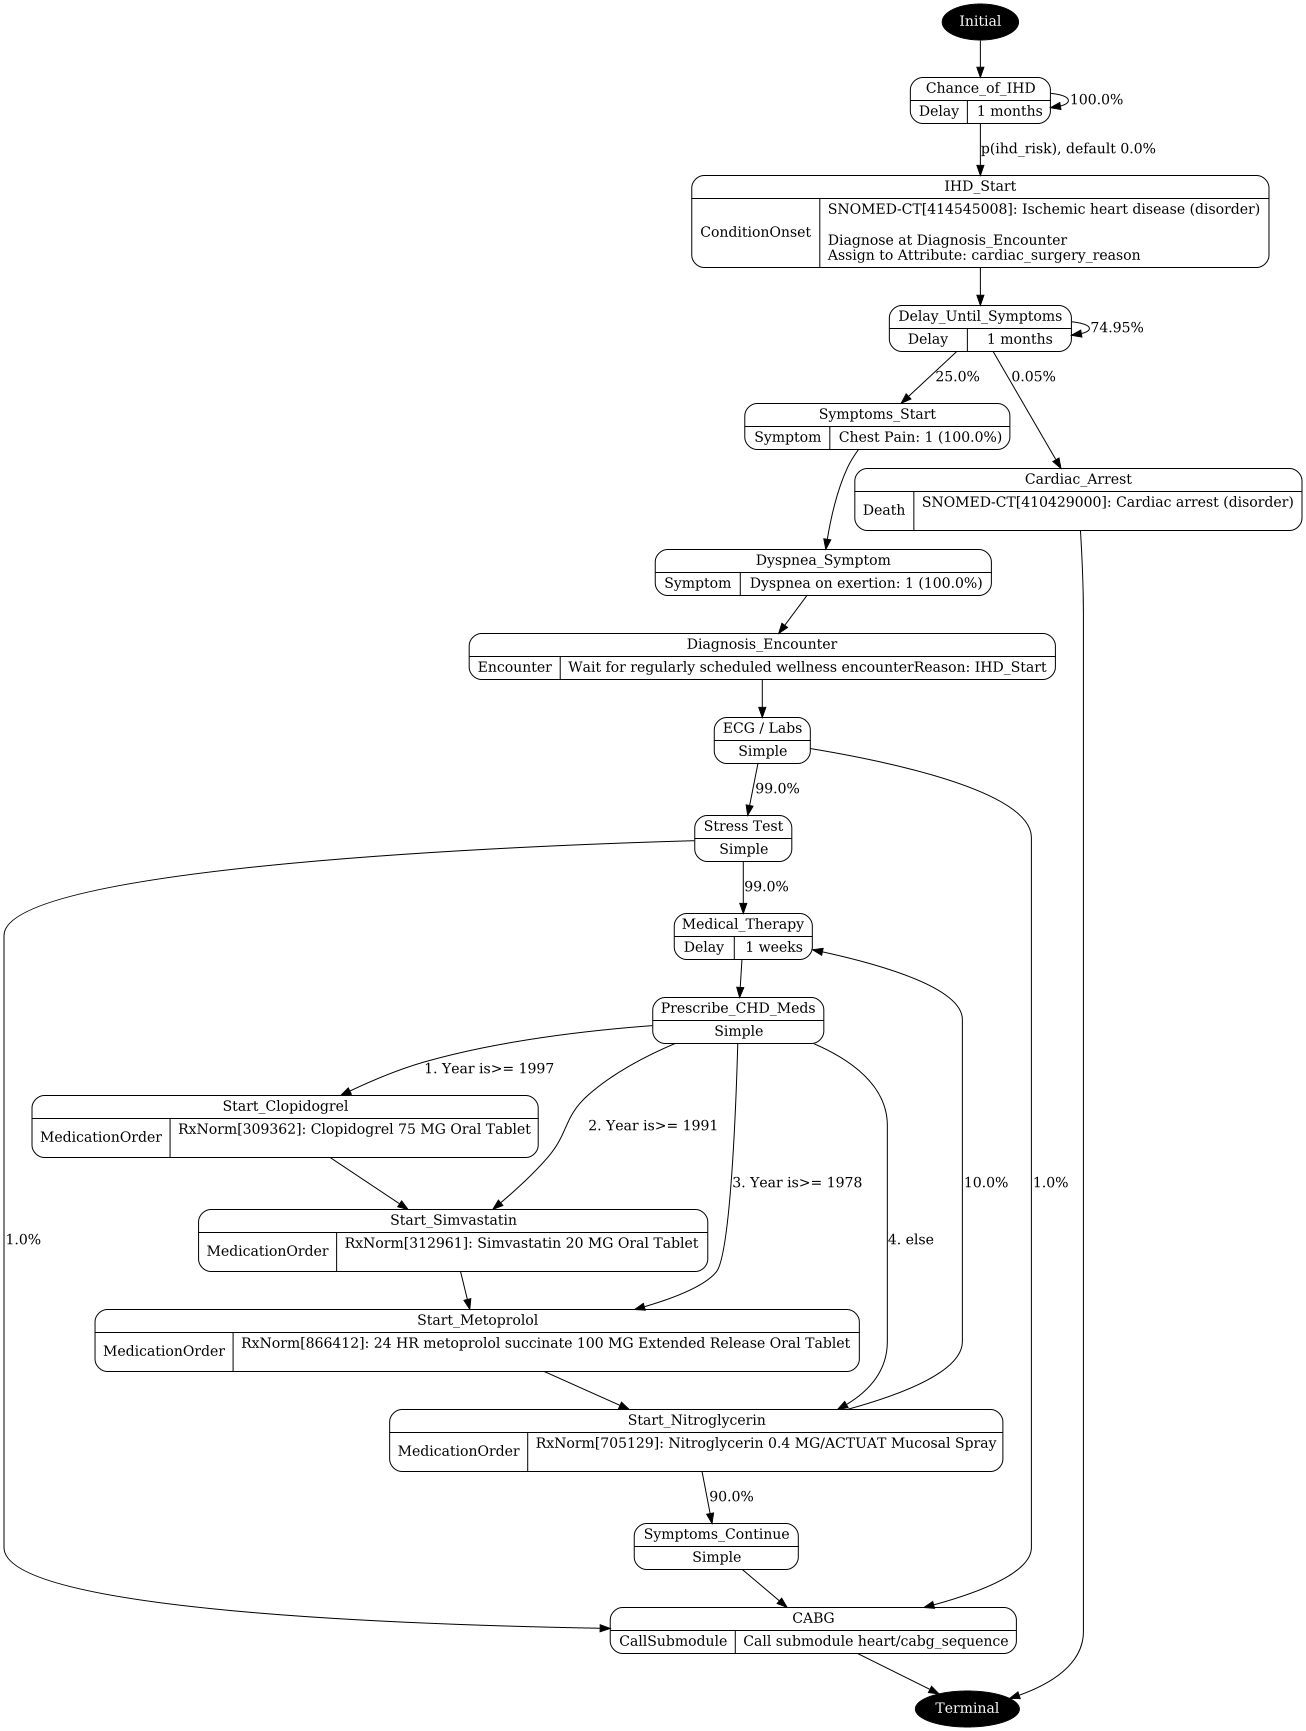 Initial
Chance_of_IHD
Delay 1 months
100.0%
p(ihd_risk), default 0.0%
IHD_Start
ConditionOnset
SNOMED-CT[414545008]: Ischemic heart disease (disorder)
Diagnose at Diagnosis_Encounter
Assign to Attribute: cardiac_surgery_reason
Delay_Until_Symptoms
Delay 1 months
74.95%
25.0%
0.05%
Symptoms_Start
Symptom Chest Pain: 1 (100.0%)
Cardiac_Arrest
Death
SNOMED-CT[410429000]: Cardiac arrest (disorder)
Dyspnea_Symptom
Symptom Dyspnea on exertion: 1 (100.0%)
Diagnosis_Encounter
Encounter Wait for regularly scheduled wellness encounterReason: IHD_Start
ECG / Labs
Simple
99.0%
Stress Test
Simple
99.0%
Medical_Therapy
Delay 1 weeks
Prescribe_CHD_Meds
Simple
1. Year is>= 1997
Start_Clopidogrel
MedicationOrder
RxNorm[309362]: Clopidogrel 75 MG Oral Tablet
2. Year is>= 1991
3. Year is>= 1978
10.0%
1.0%
Start_Simvastatin
MedicationOrder
RxNorm[312961]: Simvastatin 20 MG Oral Tablet
1.0%
4. else
Start_Metoprolol
MedicationOrder
RxNorm[866412]: 24 HR metoprolol succinate 100 MG Extended Release Oral Tablet
Start_Nitroglycerin
MedicationOrder
RxNorm[705129]: Nitroglycerin 0.4 MG/ACTUAT Mucosal Spray
90.0%
Symptoms_Continue
Simple
CABG
CallSubmodule Call submodule heart/cabg_sequence
Terminal